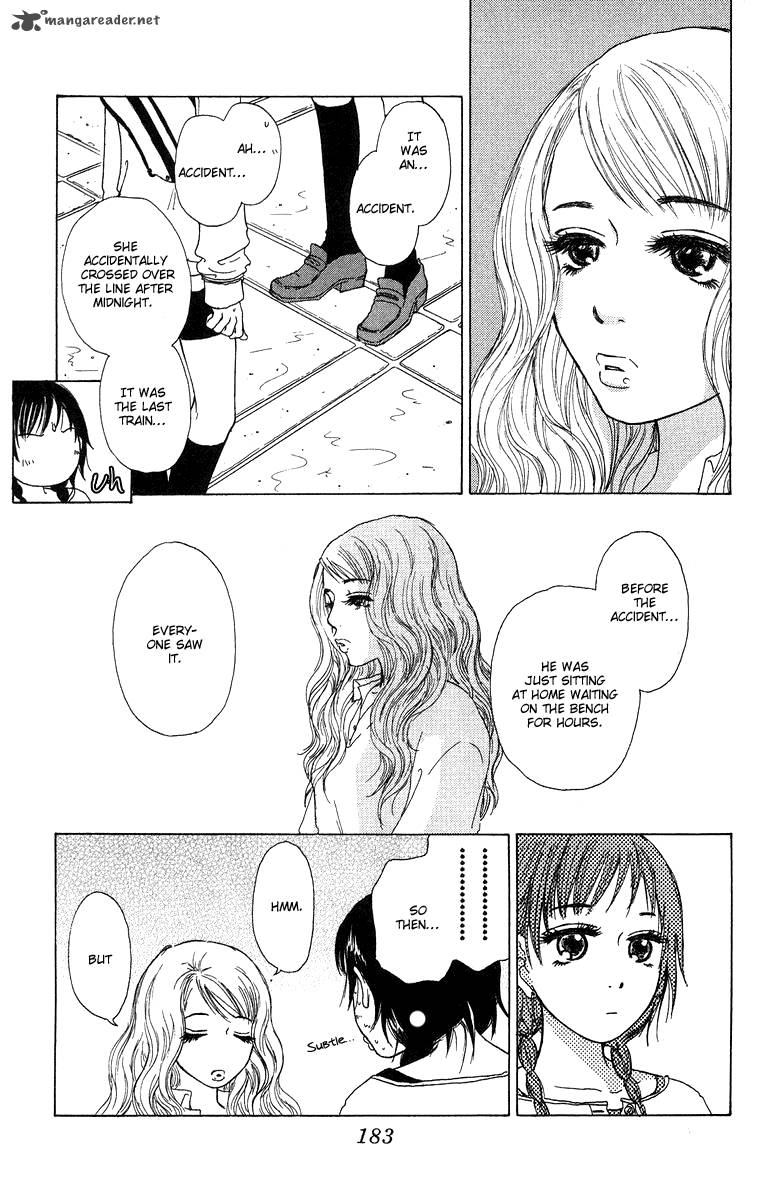 mangareader.net
IT
WAS
AN...
ACCIDENT.
AH...
ACCIDENT...
SHE
ACCIDENTALLY
CROSSED OVER
THE LINE AFTER
MIDNIGHT.
IT WAS
THE LAST
TRAIN...
Uh
BEFORE
THE
ACCIDENT...
HE WAS
JUST SITTING
AT HOME WAITING
ON THE BENCH
FOR HOURS.
EVERY-
ONE SAW
IT.
SO
THEN...
HMM.
BUT
Subtle...
183